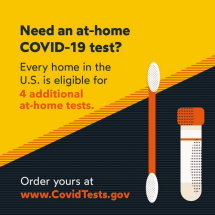 Need an at-home
COVID-19 test?
Every home in the
U.S. is eligible for
4 additional
at-home tests.
Order yours at
www.CovidTests.gov